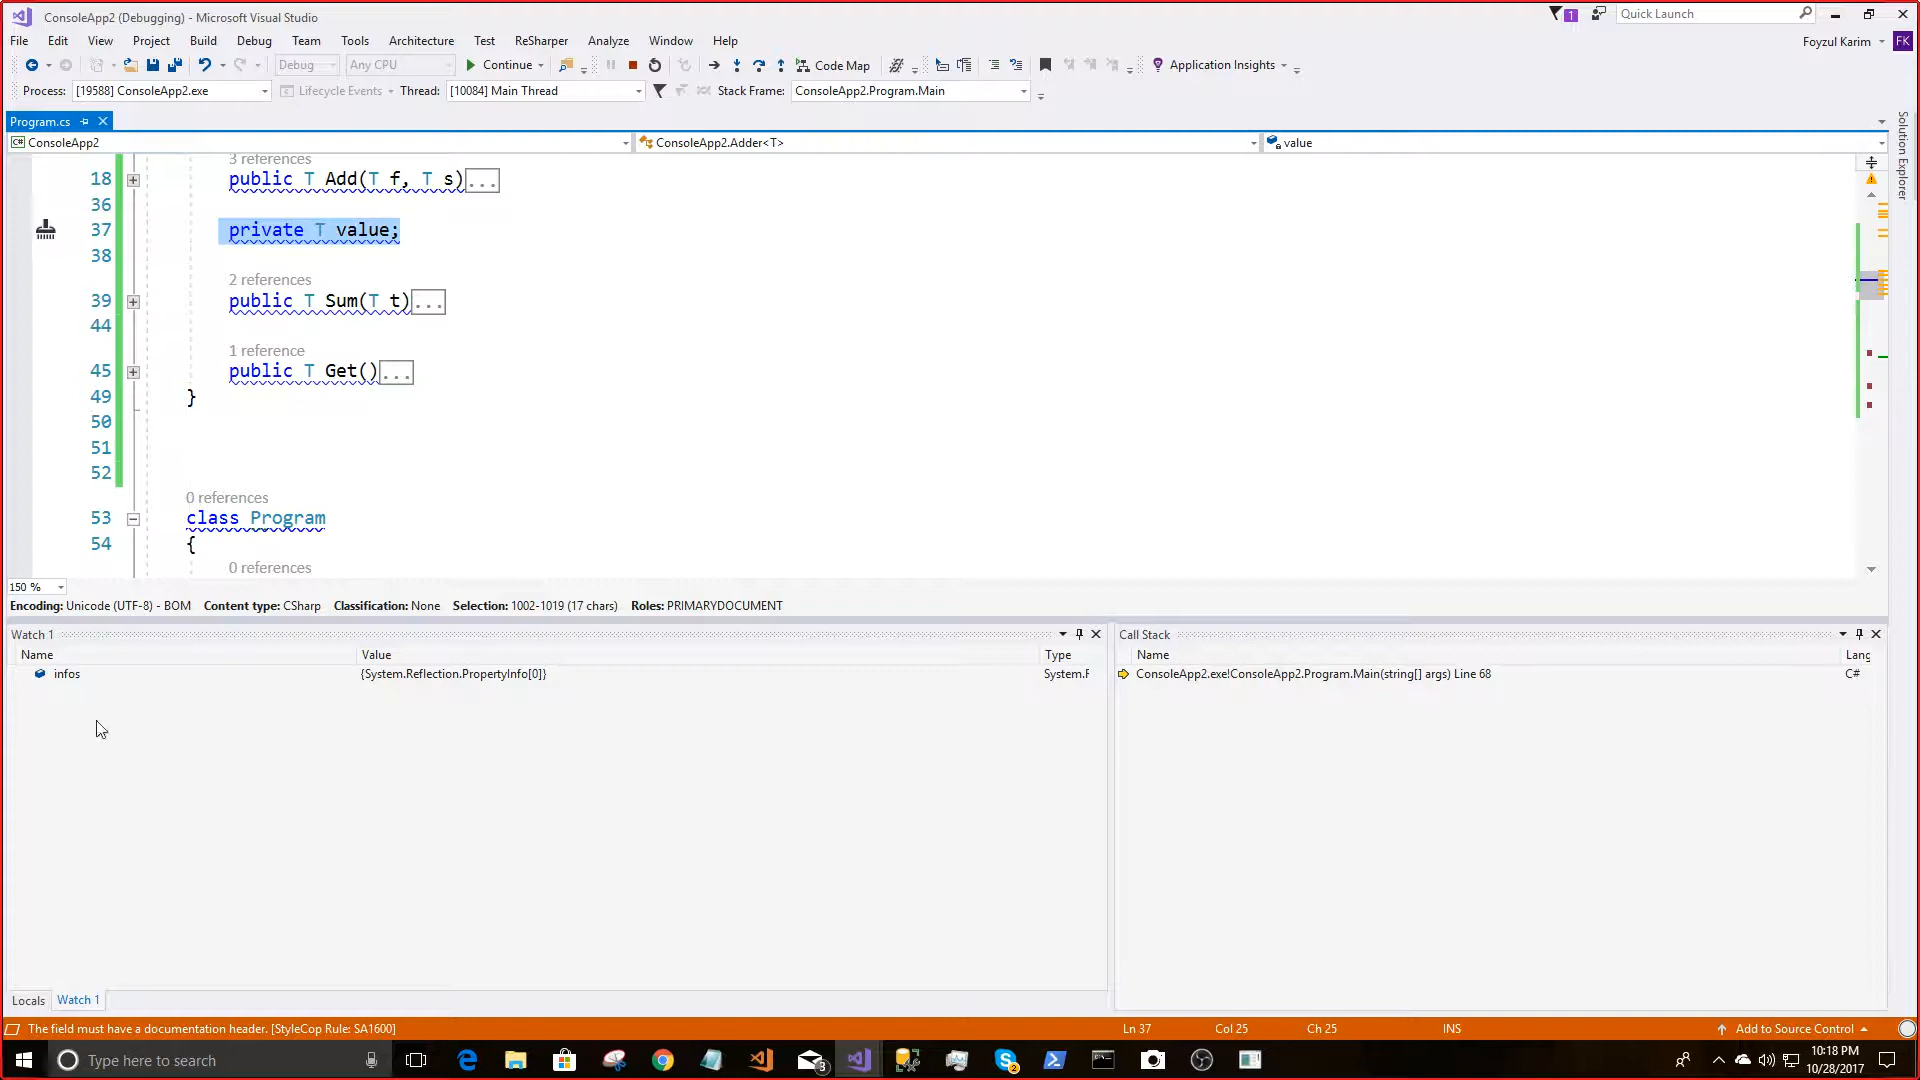 ConsoleApp2 (Debugging) - Microsoft Visual Studio
1
Quick Launch
File Edit View Project Build Debug Team Tools Architecture Test ReSharper Analyze Window Help
Foyzul Karim FK
Debug Any CPU Continue Code Map Application Insights
Process: [19588] ConsoleApp2.exe Lifecycle Events Thread: [10084] Main Thread Stack Frame: ConsoleApp2.Program.Main
Program.cs
Solution Explorer
ConsoleApp2 ConsoleApp2.Adder<T> value
3 references
18 public T Add(T f, T s)...
36
37 private T value;
38
2 references
39 public T Sum(T t)...
44
1 reference
45 public T Get()...
49 }
50
51
52
0 references
53 class Program
54 {
0 references
150 %
Encoding: Unicode (UTF-8) - BOM Content type: CSharp Classification: None Selection: 1002-1019 (17 chars) Roles: PRIMARYDOCUMENT
Watch 1
Name Value Type
infos {System.Reflection.PropertyInfo[0]} System.F
Call Stack
Name Lang
ConsoleApp2.exe!ConsoleApp2.Program.Main(string[] args) Line 68 C#
Locals Watch 1
The field must have a documentation header. [StyleCop Rule: SA1600] Ln 37 Col 25 Ch 25 INS Add to Source Control
Type here to search
3
2
10:18 PM
10/28/2017